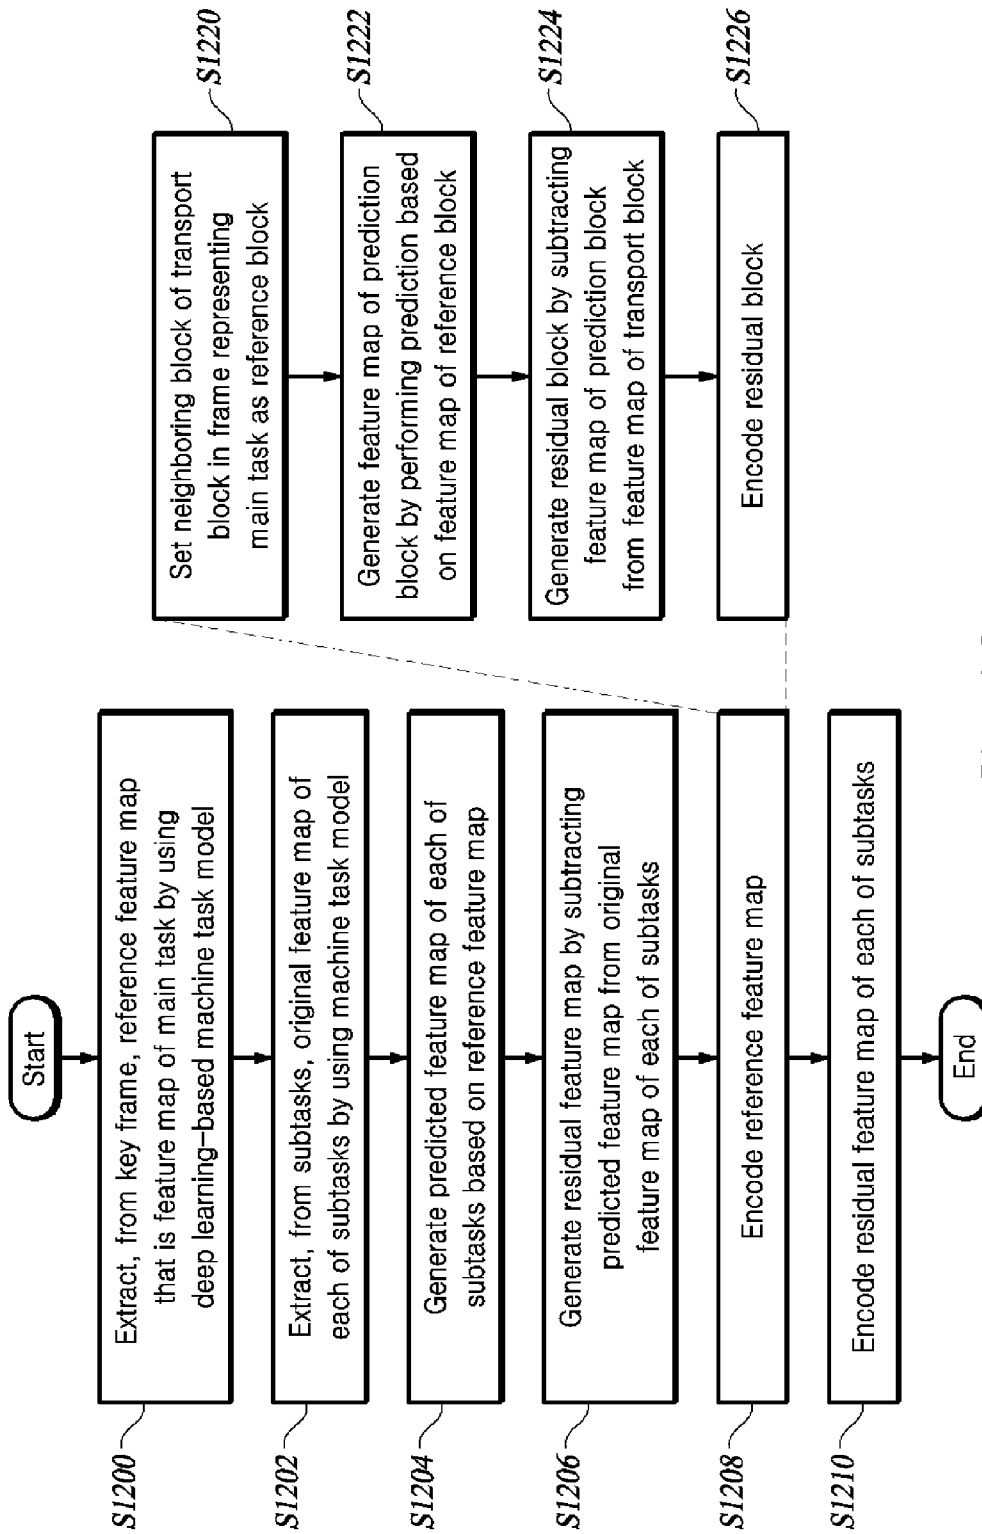 Start
S1200
Extract, from key frame, reference feature map
that is feature map of main task by using
deep learning-based machine task model
S1202
Extract, from subtasks, original feature map of
each of subtasks by using machine task model
S1204
Generate predicted feature map of each of
subtasks based on reference feature map
S1206
Generate residual feature map by subtracting
predicted feature map from original
feature map of each of subtasks
S1208
Encode reference feature map
S1210
Encode residual feature map of each of subtasks
End
S1220
Set neighboring block of transport
block in frame representing
main task as reference block
S1222
Generate feature map of prediction
block by performing prediction based
on feature map of reference block
S1224
Generate residual block by subtracting
feature map of prediction block
from feature map of transport block
S1226
Encode residual block